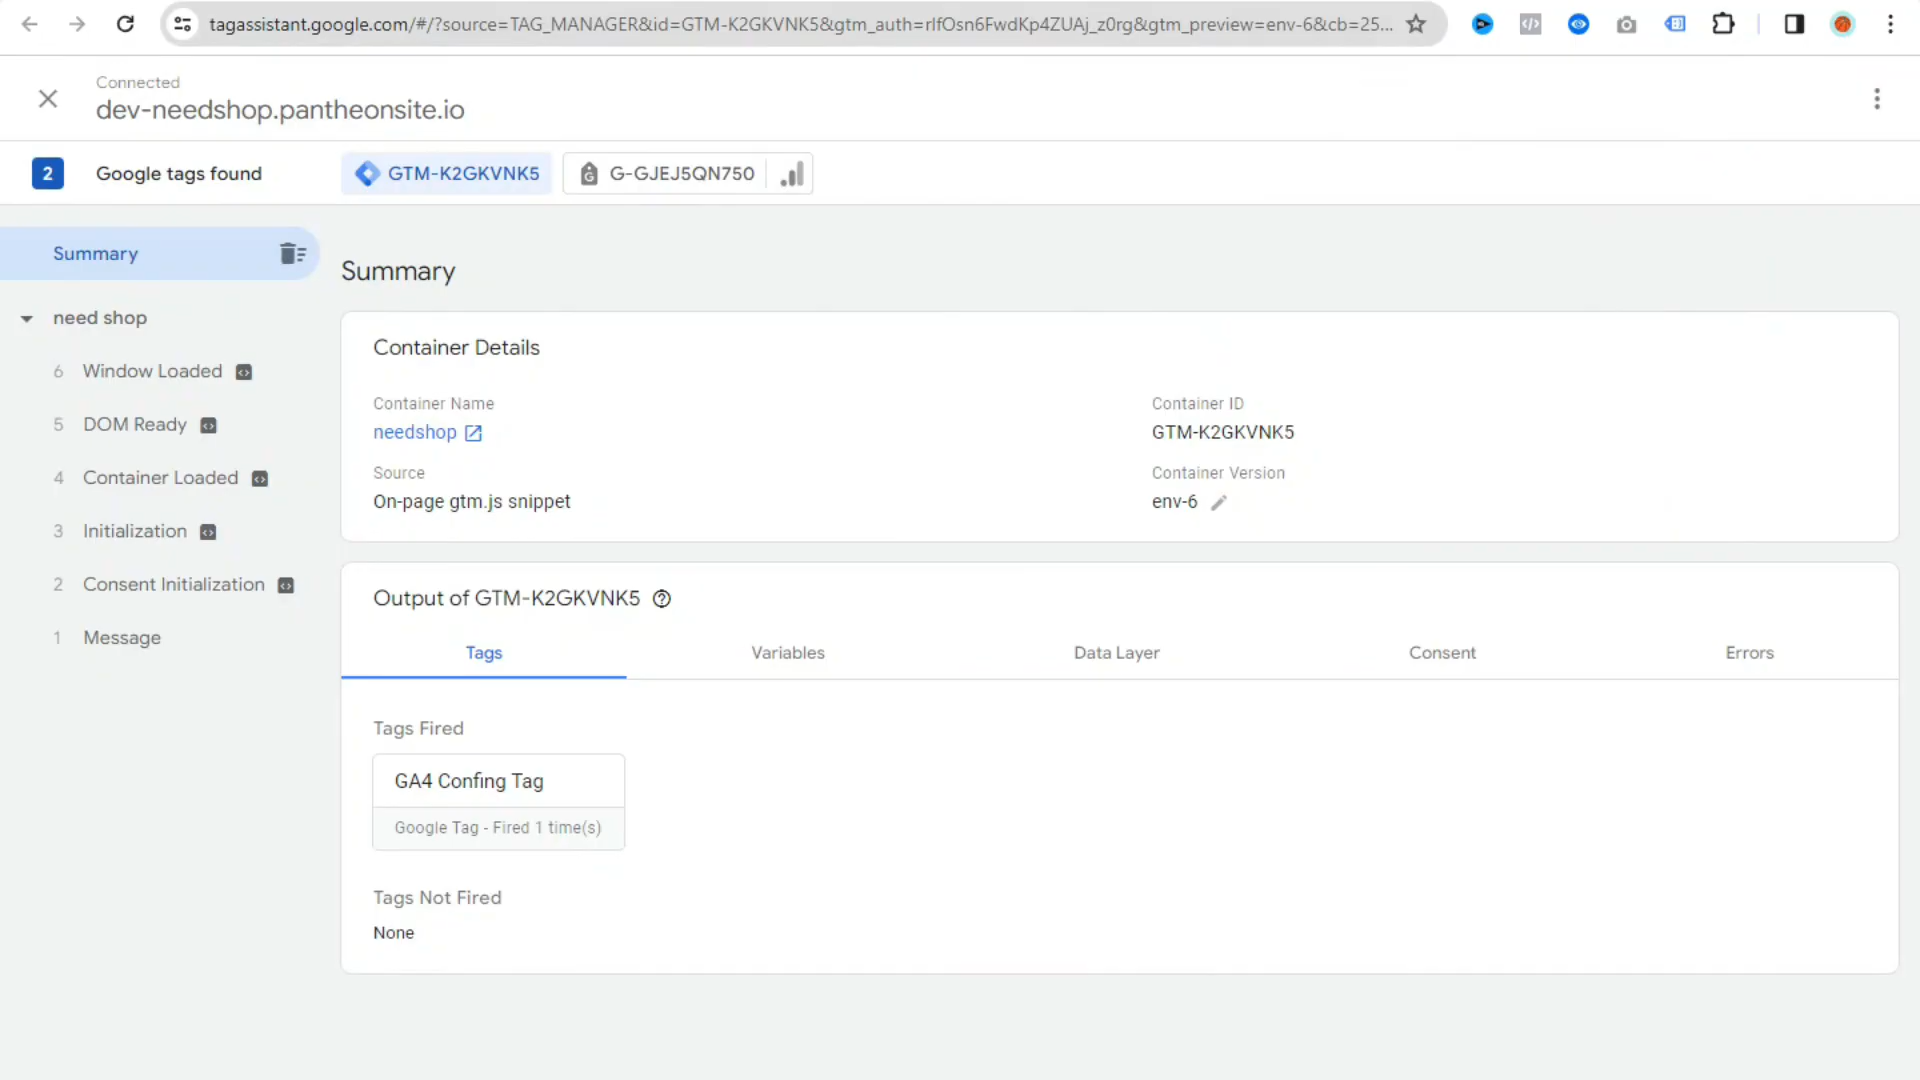 tagassistant.google.com/#/?source=TAG_MANAGER&id=GTM-K2GKVNK5&gtm_auth=rIfOsn6FwdKp4ZUAj_z0rg&gtm_preview=env-6&cb=25...
Connected
dev-needshop.pantheonsite.io
2 Google tags found GTM-K2GKVNK5 G-GJEJ5QN750
Summary
need shop
6 Window Loaded
5 DOM Ready
4 Container Loaded
3 Initialization
2 Consent Initialization
1 Message
Summary
Container Details
Container Name
needshop
Container ID
GTM-K2GKVNK5
Source
On-page gtm.js snippet
Container Version
env-6
Output of GTM-K2GKVNK5
Tags Variables Data Layer Consent Errors
Tags Fired
GA4 Confing Tag
Google Tag - Fired 1 time(s)
Tags Not Fired
None